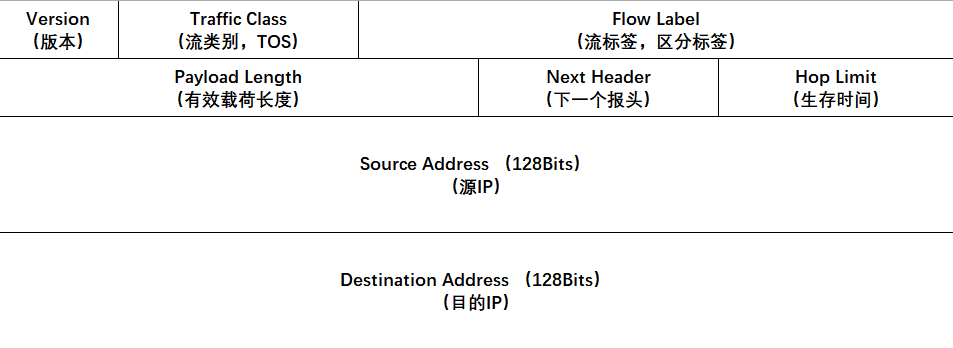 Version
（版本）
Traffic Class
（流类别，TOS）
Flow Label
（流标签，区分标签）
Payload Length
（有效载荷长度）
Next Header
（下一个报头）
Hop Limit
（生存时间）
Source Address （128Bits）
（源IP）
Destination Address （128Bits）
（目的IP）